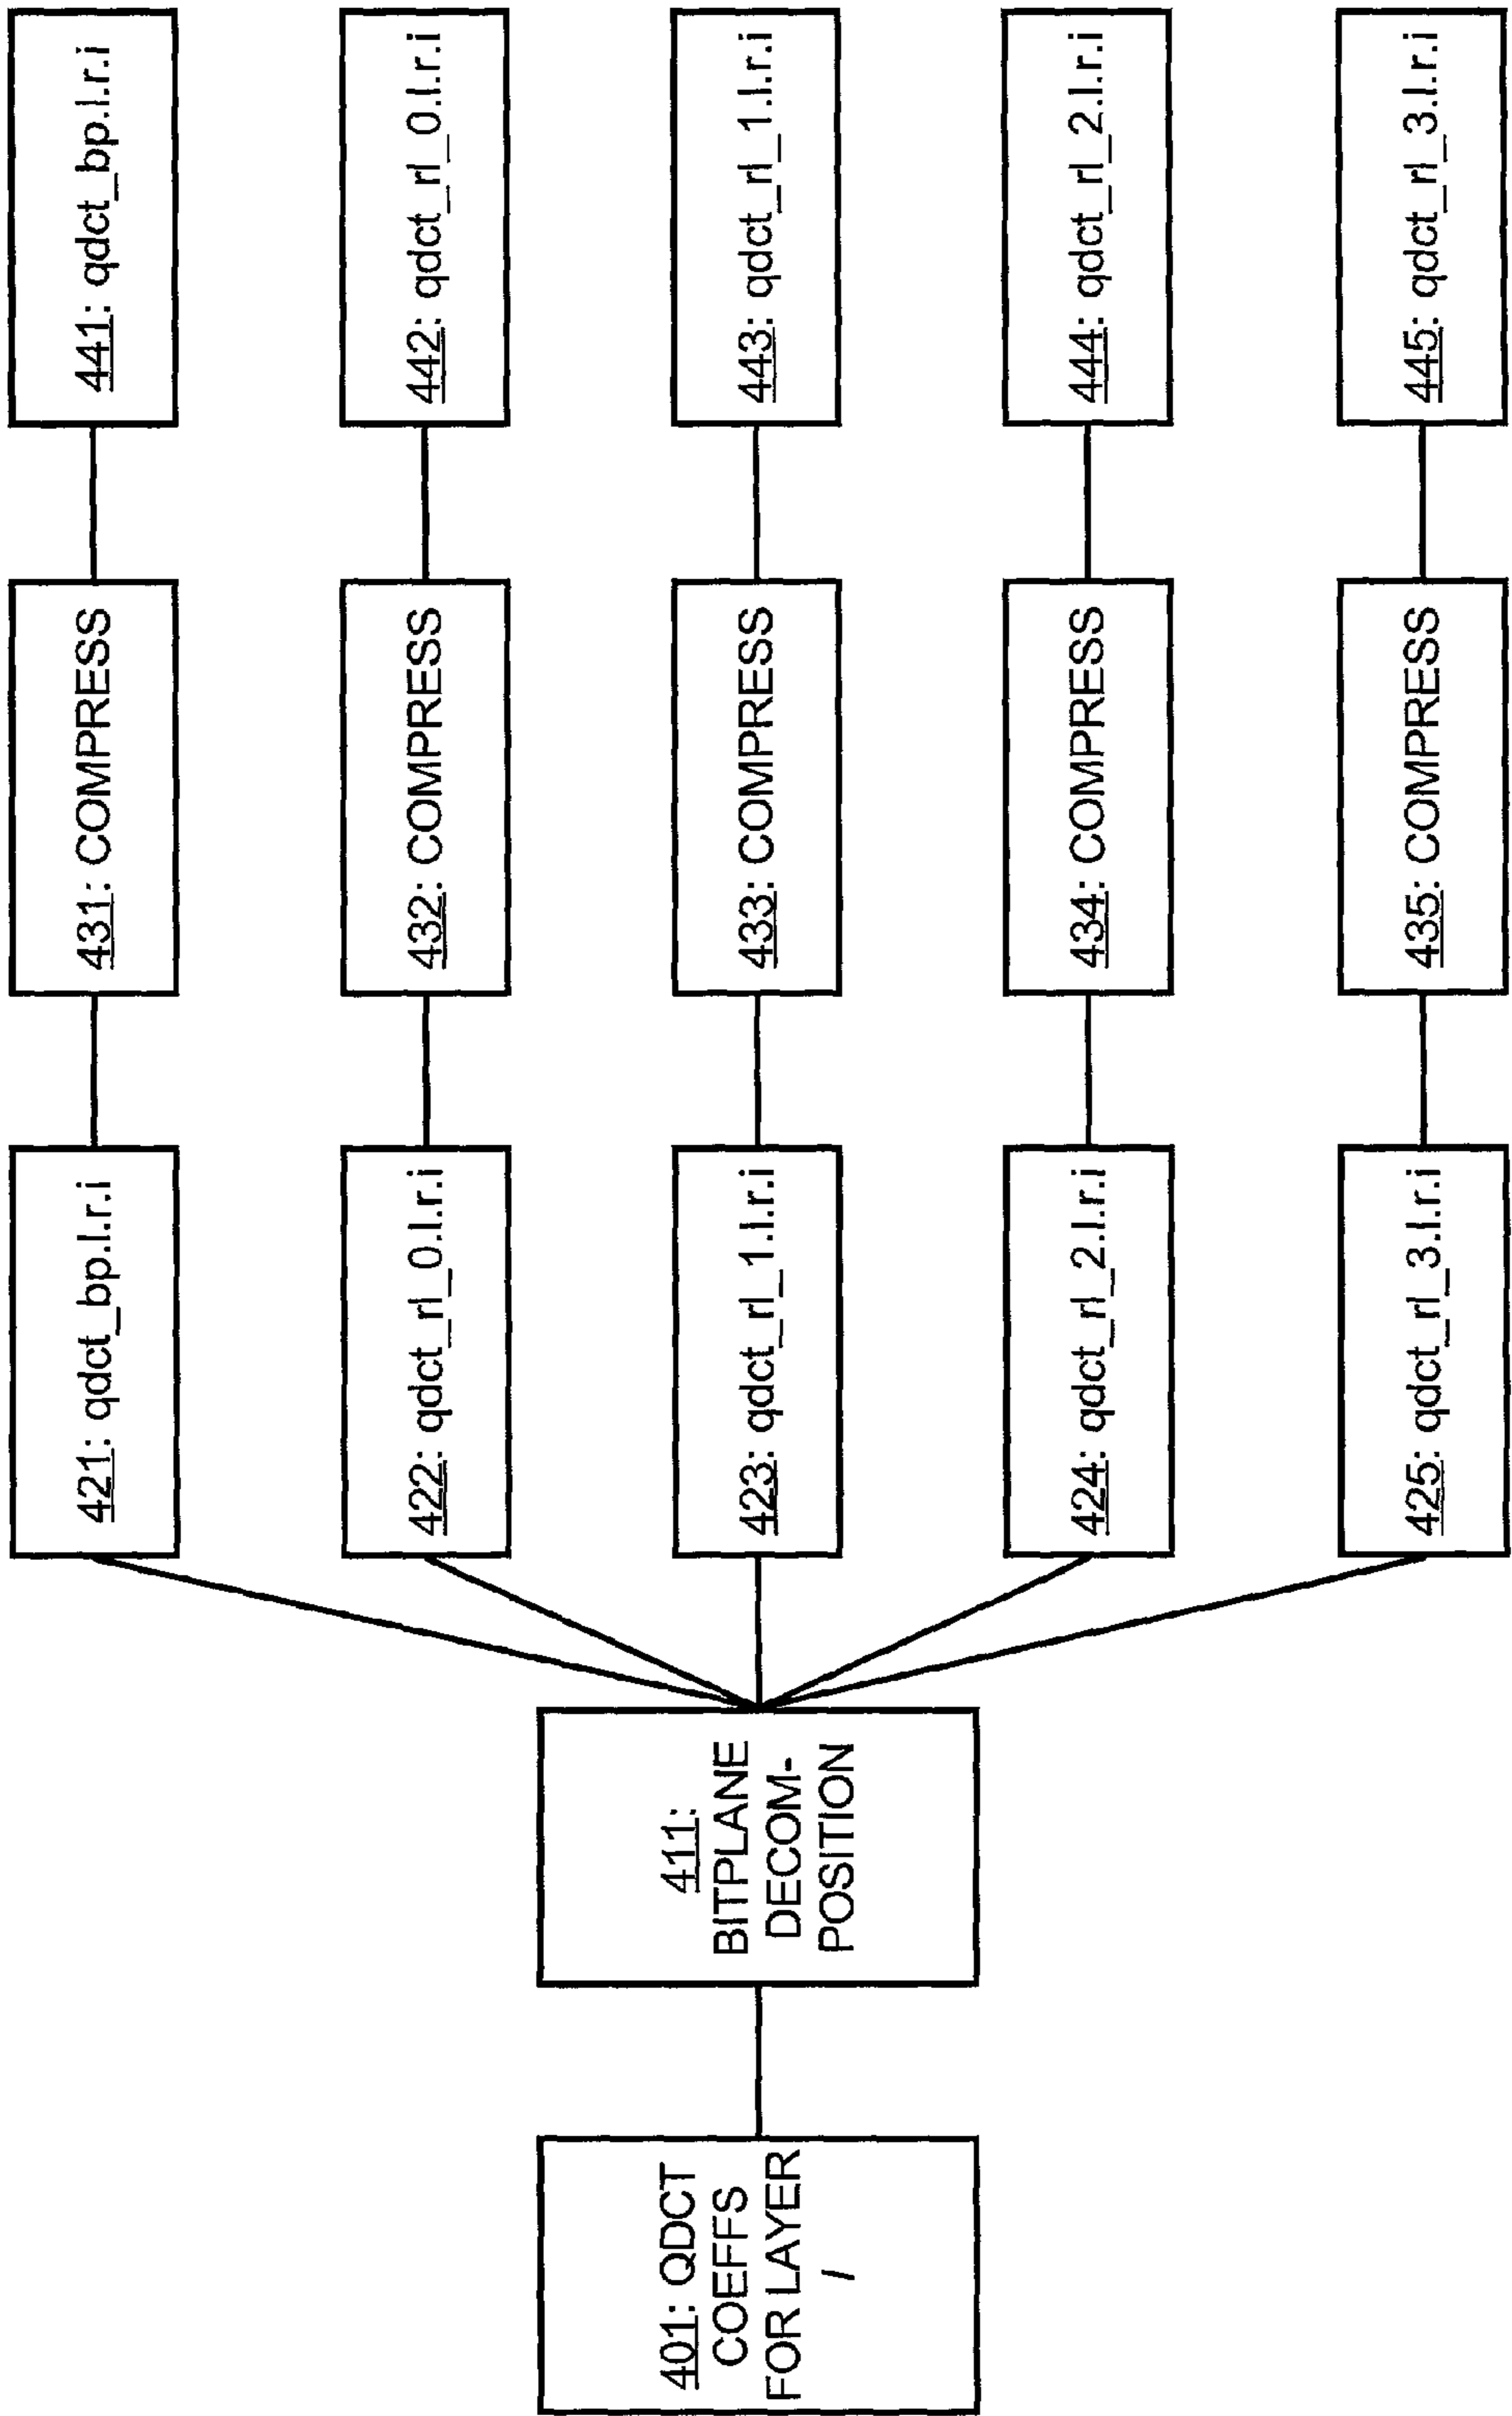 401: QDCT
COEFFS
FOR LAYER
l
411:
BITPLANE
DECOM-
POSITION
421: qdct_bp.l.r.i
431: COMPRESS
441: qdct_bp.l.r.i
422: qdct_rl_0.l.r.i
432: COMPRESS
442: qdct_rl_0.l.r.i
423: qdct_rl_1.l.r.i
433: COMPRESS
443: qdct_rl_1.l.r.i
424: qdct_rl_2.l.r.i
434: COMPRESS
444: qdct_rl_2.l.r.i
425: qdct_rl_3.l.r.i
435: COMPRESS
445: qdct_rl_3.l.r.i